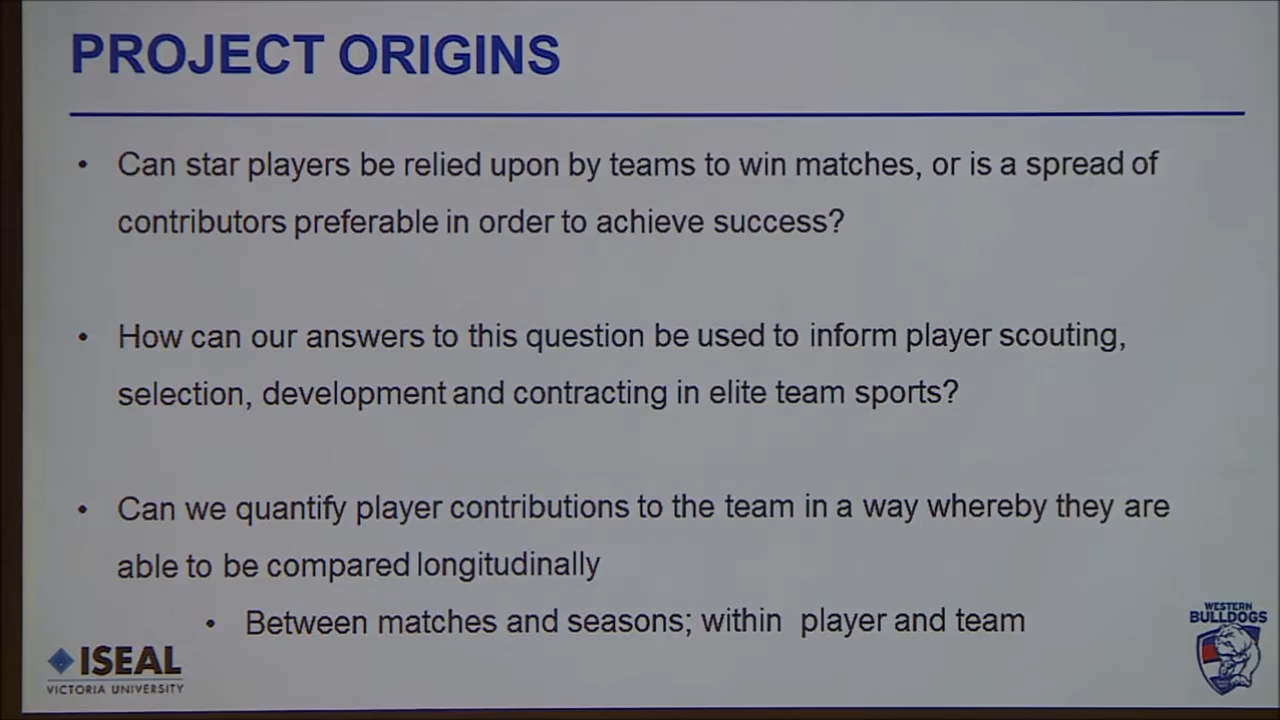 PROJECT ORIGINS
• Can star players be relied upon by teams to win matches, or is a spread of
contributors preferable in order to achieve success?
• How can our answers to this question be used to inform player scouting,
selection, development and contracting in elite team sports?
• Can we quantify player contributions to the team in a way whereby they are
able to be compared longitudinally
• Between matches and seasons; within player and team
ISEAL
VICTORIA UNIVERSITY
WESTERN
BULLDOGS